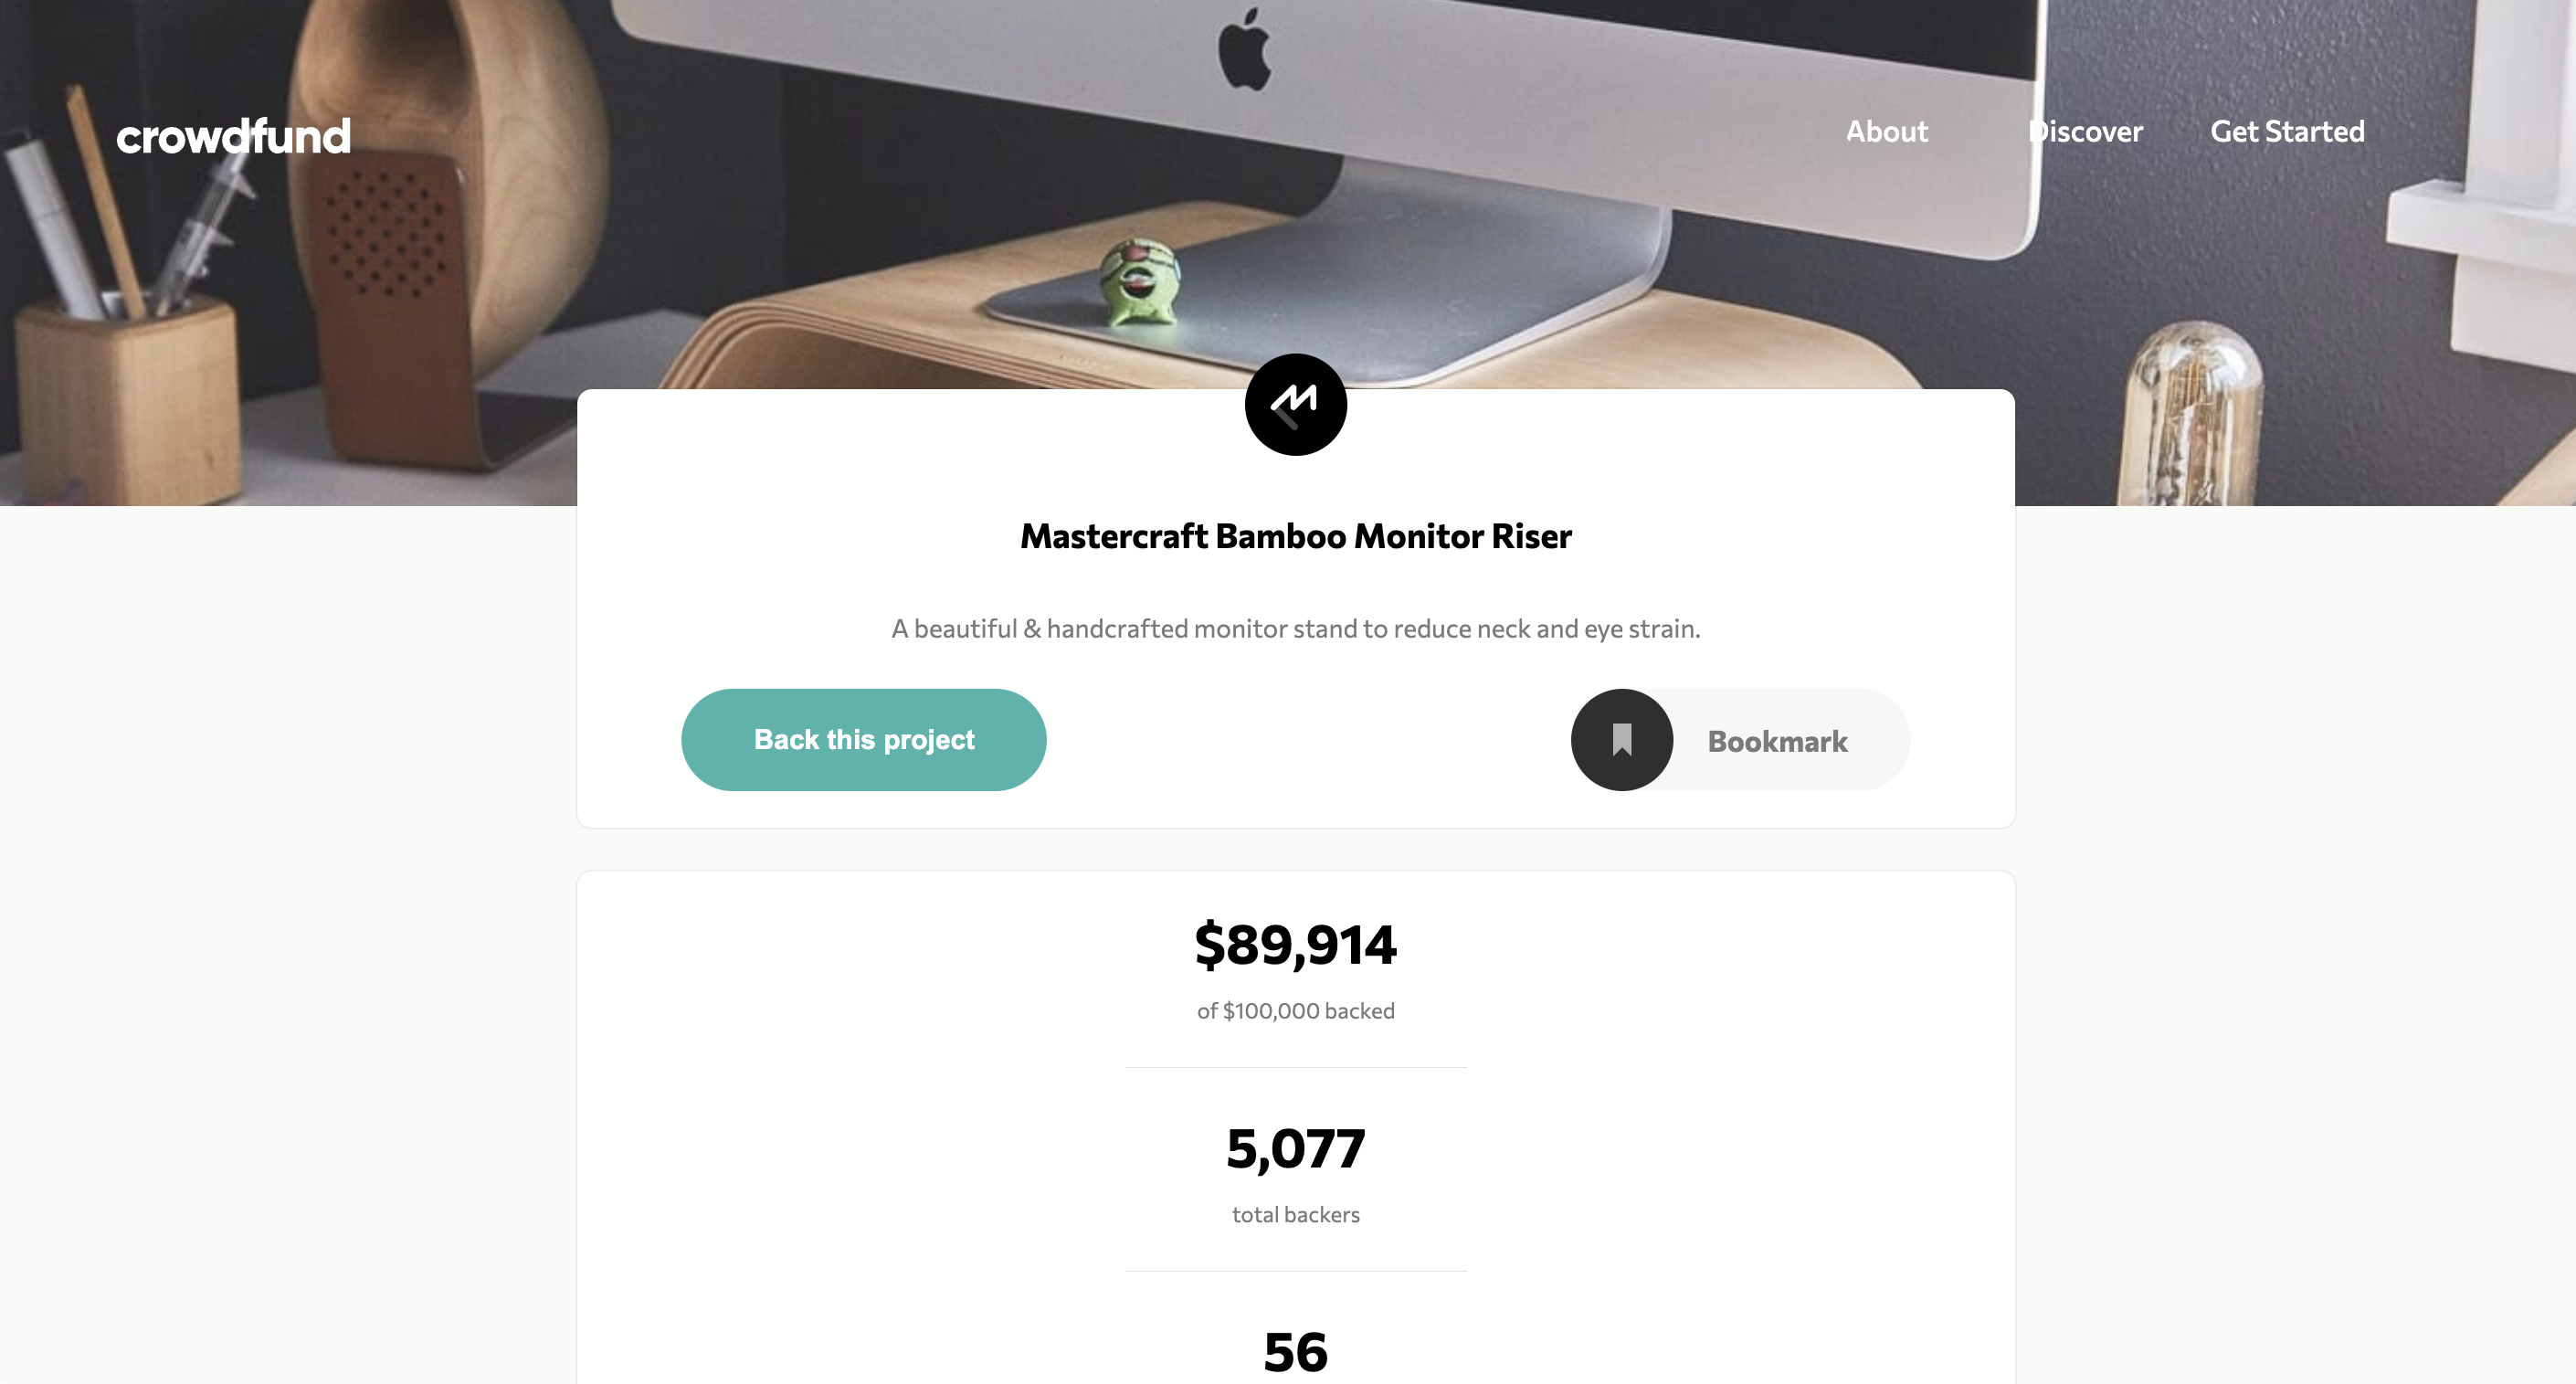 crowdfund
About Discover Get Started
Mastercraft Bamboo Monitor Riser
A beautiful & handcrafted monitor stand to reduce neck and eye strain.
Back this project
Bookmark
$89,914
of $100,000 backed
5,077
total backers
56